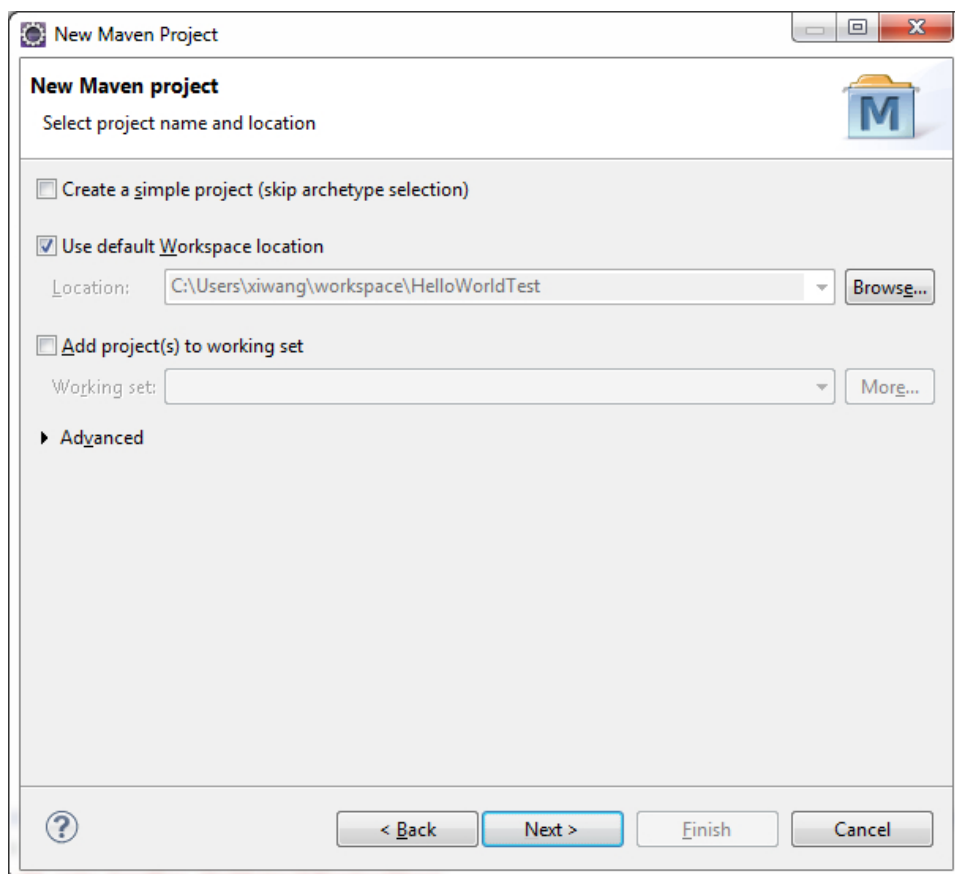 New Maven Project
New Maven project
Select project name and location
M
Create a simple project (skip archetype selection)
Use default Workspace location
Location: C:\Users\xiwang\workspace\HelloWorldTest Browse...
Add project(s) to working set
Working set: More...
Advanced
? < Back Next > Finish Cancel